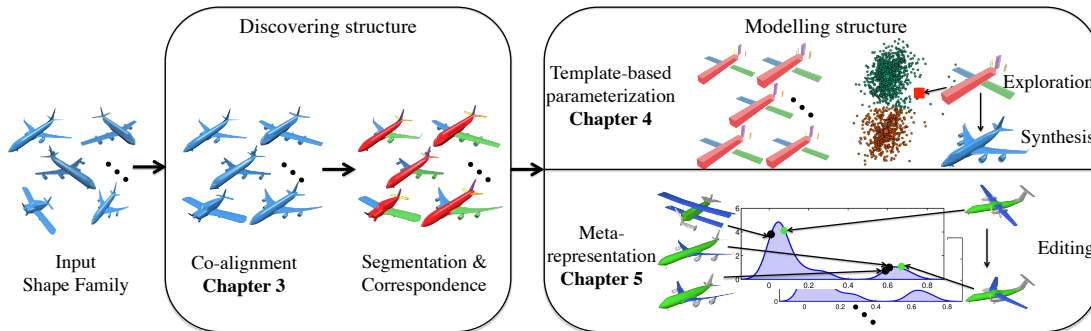 Discovering structure
Input
Shape Family
Co-alignment
Chapter 3
Segmentation &
Correspondence
Modelling structure
Template-based
parameterization
Chapter 4
Exploration
Synthesis
Meta-
representation
Chapter 5
6
4
2
0
0 0.2 0.4 0.6 0.8
0
0 0.2 0.4 0.6 0.8
Editing